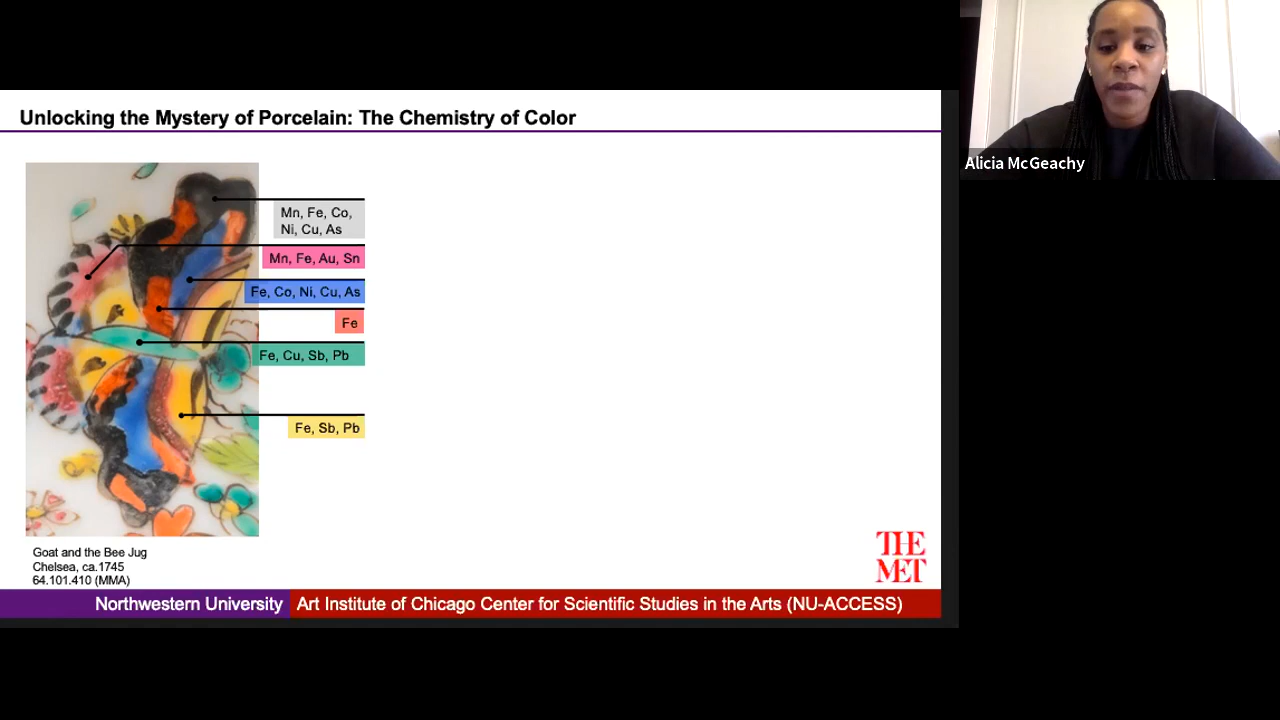 Unlocking the Mystery of Porcelain: The Chemistry of Color
Alicia McGeachy
Mn, Fe, Co,
Ni, Cu, As
Mn, Fe, Au, Sn
Fe, Co, Ni, Cu, As
Fe
Fe, Cu, Sb, Pb
Fe, Sb, Pb
Goat and the Bee Jug
Chelsea, ca.1745
64.101.410 (MMA)
THE
MET
Northwestern University
Art Institute of Chicago Center for Scientific Studies in the Arts (NU-ACCESS)